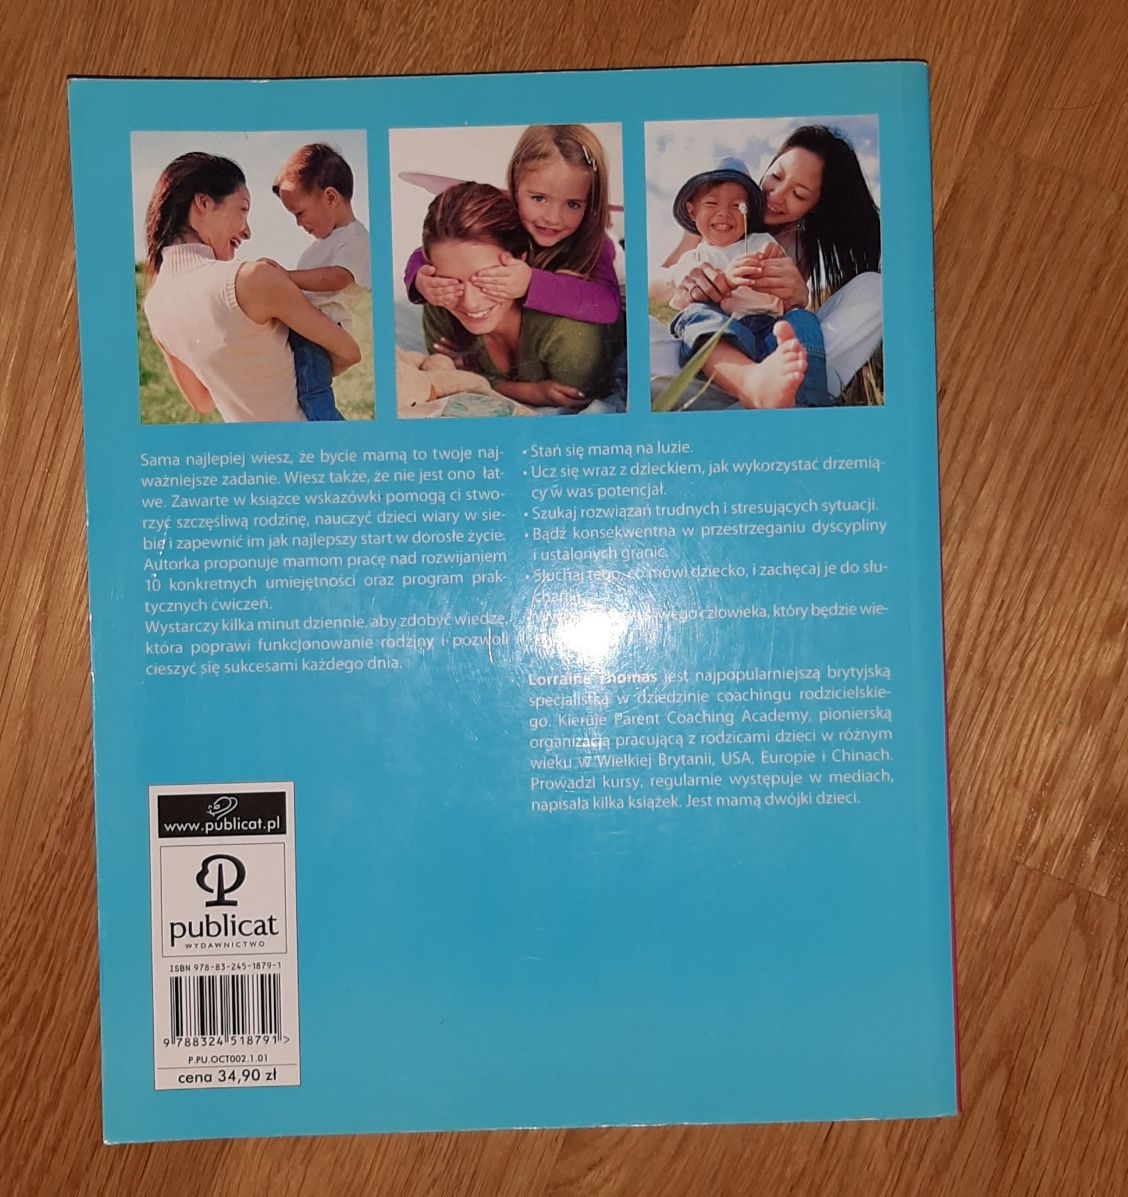 Sama najlepiej wiesz, że bycie mamą to twoje naj-
ważniejsze zadanie. Wiesz także, że nie jest ono łat-
we. Zawarte w książce wskazówki pomogą ci stwo-
rzyć szczęśliwą rodzinę, nauczyć dzieci wiary w sie-
bie i zapewnić im jak najlepszy start w dorosłe życie.
Autorka proponuje mamom pracę nad rozwijaniem
10 konkretnych umiejętności oraz program prak-
tycznych ćwiczeń.
Wystarczy kilka minut dziennie, aby zdobyć wiedzę,
która poprawi funkcjonowanie rodziny i pozwoli
cieszyć się sukcesami każdego dnia.
• Stań się mamą na luzie.
• Ucz się wraz z dzieckiem, jak wykorzystać drzemią-
cy w was potencjał.
• Szukaj rozwiązań trudnych i stresujących sytuacji.
• Bądź konsekwentna w przestrzeganiu dyscypliny
i ustalonych granic.
• Słuchaj tego, co mówi dziecko, i zachęcaj je do słu-
chania.
człowieka, który będzie wie-
Lorraine Thomas jest najpopularniejszą brytyjską
specjalistką w dziedzinie coachingu rodzicielskie-
go. Kieruje Parent Coaching Academy, pionierską
organizacją pracującą z rodzicami dzieci w różnym
wieku w Wielkiej Brytanii, USA, Europie i Chinach.
Prowadzi kursy, regularnie występuje w mediach,
napisała kilka książek. Jest mamą dwójki dzieci.
www.publicat.pl
publicat
WYDAWNICTWO
ISBN 978-83-245-1879-1
9 788324 518791 >
P.PU.OCT002.1.01
cena 34,90 zł